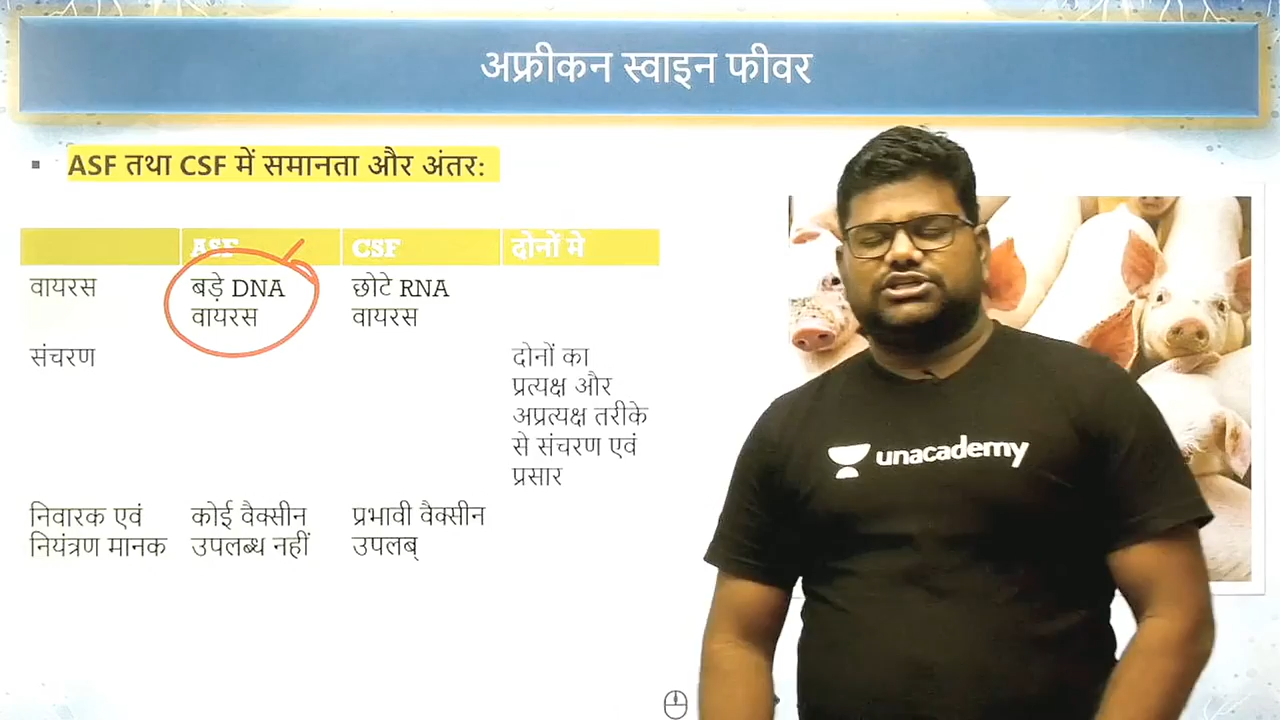 अफ्रीकन स्वाइन फीवर
ASF तथा CSF में समानता और अंतर:
ASF CSF दोनों मे
वायरस बड़े DNA वायरस छोटे RNA वायरस
संचरण दोनों का प्रत्यक्ष और अप्रत्यक्ष तरीके से संचरण एवं प्रसार
निवारक एवं नियंत्रण मानक कोई वैक्सीन उपलब्ध नहीं प्रभावी वैक्सीन उपलब्
unacademy